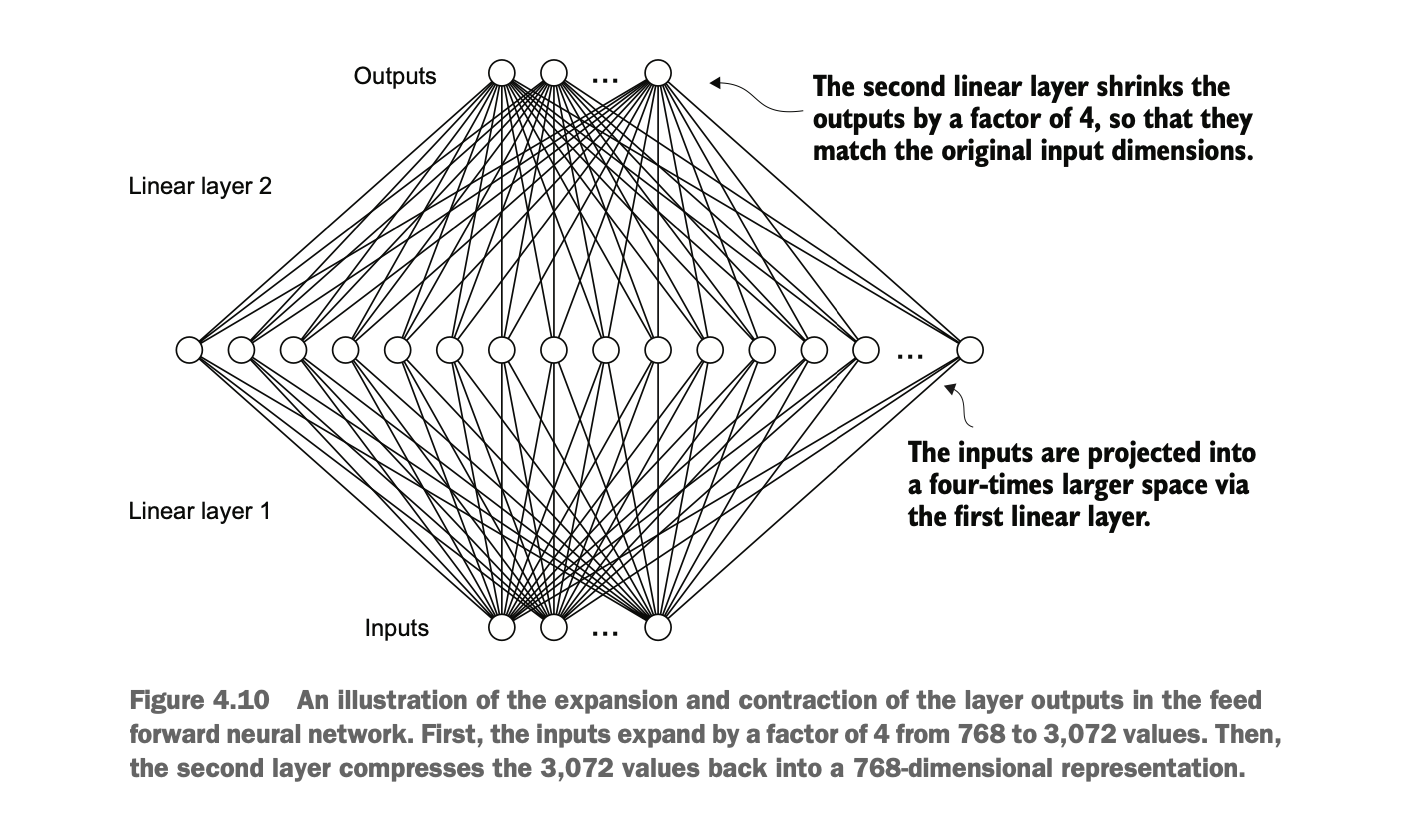 Outputs
...
The second linear layer shrinks the
outputs by a factor of 4, so that they
match the original input dimensions.
Linear layer 2
...
The inputs are projected into
a four-times larger space via
the first linear layer.
Linear layer 1
Inputs
...
Figure 4.10 An illustration of the expansion and contraction of the layer outputs in the feed
forward neural network. First, the inputs expand by a factor of 4 from 768 to 3,072 values. Then,
the second layer compresses the 3,072 values back into a 768-dimensional representation.